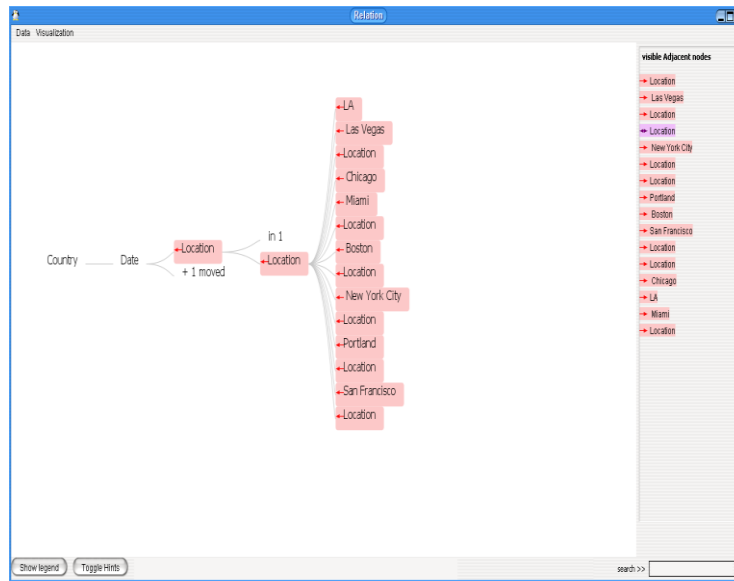 Relation
Data Visualization
Country
Date
Location
+ 1 moved
in 1
Location
LA
Las Vegas
Location
Chicago
Miami
Location
Boston
Location
New York City
Location
Portland
Location
San Francisco
Location
visible Adjacent nodes
Location
Las Vegas
Location
Location
New York City
Location
Location
Portland
Boston
San Francisco
Location
Location
Chicago
LA
Miami
Location
Show legend
Toggle Hints
search >>